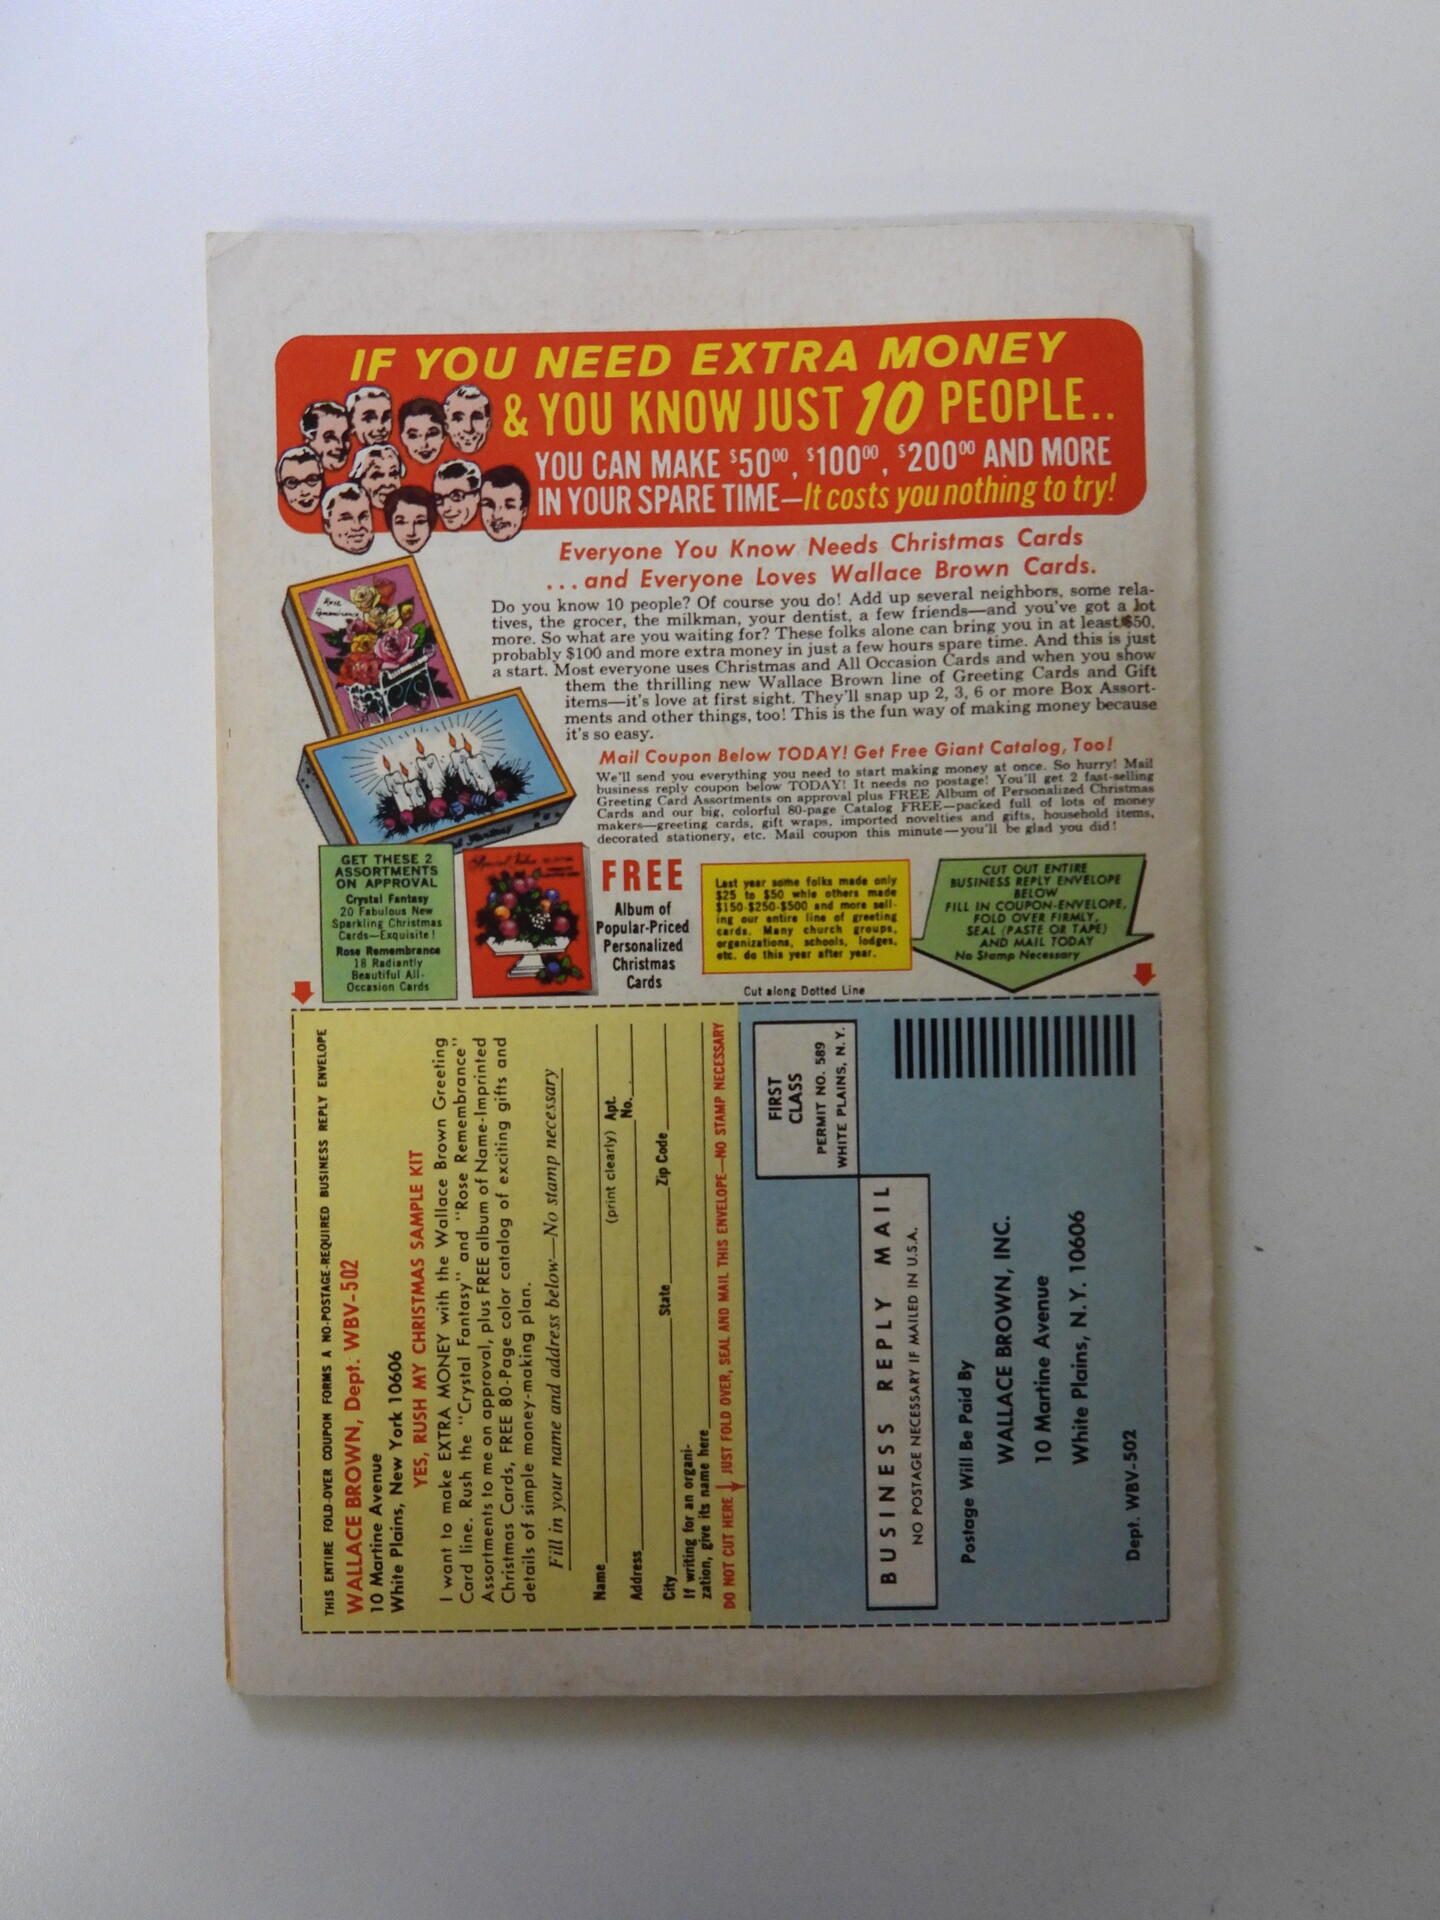 IF YOU NEED EXTRA MONEY
& YOU KNOW JUST 10 PEOPLE..
YOU CAN MAKE $50⁰⁰, $100⁰⁰, $200⁰⁰ AND MORE
IN YOUR SPARE TIME—It costs you nothing to try!
Everyone You Know Needs Christmas Cards
...and Everyone Loves Wallace Brown Cards.
Do you know 10 people? Of course you do! Add up several neighbors, some rela-
tives, the grocer, the milkman, your dentist, a few friends—and you've got a lot
more. So what are you waiting for? These folks alone can bring you in at least $50,
probably $100 and more extra money in just a few hours spare time. And this is just
a start. Most everyone uses Christmas and All Occasion Cards and when you show
them the thrilling new Wallace Brown line of Greeting Cards and Gift
items—it's love at first sight. They'll snap up 2, 3, 6 or more Box Assort-
ments and other things, too! This is the fun way of making money because
it's so easy.
Mail Coupon Below TODAY! Get Free Giant Catalog, Too!
We'll send you everything you need to start making money at once. So hurry! Mail
business reply coupon below TODAY! It needs no postage! You'll get 2 fast-selling
Greeting Card Assortments on approval plus FREE Album of Personalized Christmas
Cards and our big, colorful 80-page Catalog FREE—packed full of lots of money
makers—greeting cards, gift wraps, imported novelties and gifts, household items,
decorated stationery, etc. Mail coupon this minute—you'll be glad you did!
GET THESE 2
ASSORTMENTS
ON APPROVAL
Crystal Fantasy
20 Fabulous New
Sparkling Christmas
Cards—Exquisite!
Rose Remembrance
18 Radiantly
Beautiful All-
Occasion Cards
FREE
Album of
Popular-Priced
Personalized
Christmas
Cards
Last year some folks made only
$25 to $50 while others made
$150-$250-$500 and more sell-
ing our entire line of greeting
cards. Many church groups,
organizations, schools, lodges,
etc. do this year after year.
CUT OUT ENTIRE
BUSINESS REPLY ENVELOPE
BELOW
FILL IN COUPON-ENVELOPE,
FOLD OVER FIRMLY,
SEAL (PASTE OR TAPE)
AND MAIL TODAY
No Stamp Necessary
Cut along Dotted Line
THIS ENTIRE FOLD-OVER COUPON FORMS A NO-POSTAGE-REQUIRED BUSINESS REPLY ENVELOPE
WALLACE BROWN, Dept. WBV-502
10 Martine Avenue
White Plains, New York 10606
YES, RUSH MY CHRISTMAS SAMPLE KIT
I want to make EXTRA MONEY with the Wallace Brown Greeting
Card line. Rush the "Crystal Fantasy" and "Rose Remembrance"
Assortments to me on approval, plus FREE album of Name-Imprinted
Christmas Cards, FREE 80-Page color catalog of exciting gifts and
details of simple money-making plan.
Fill in your name and address below—No stamp necessary
Name
(print clearly) Apt.
Address No.
City State Zip Code
If writing for an organi-
zation, give its name here
DO NOT CUT HERE JUST FOLD OVER, SEAL AND MAIL THIS ENVELOPE—NO STAMP NECESSARY
FIRST
CLASS
PERMIT NO. 589
WHITE PLAINS, N.Y.
BUSINESS REPLY MAIL
NO POSTAGE NECESSARY IF MAILED IN U.S.A.
Postage Will Be Paid By
WALLACE BROWN, INC.
10 Martine Avenue
White Plains, N.Y. 10606
Dept. WBV-502